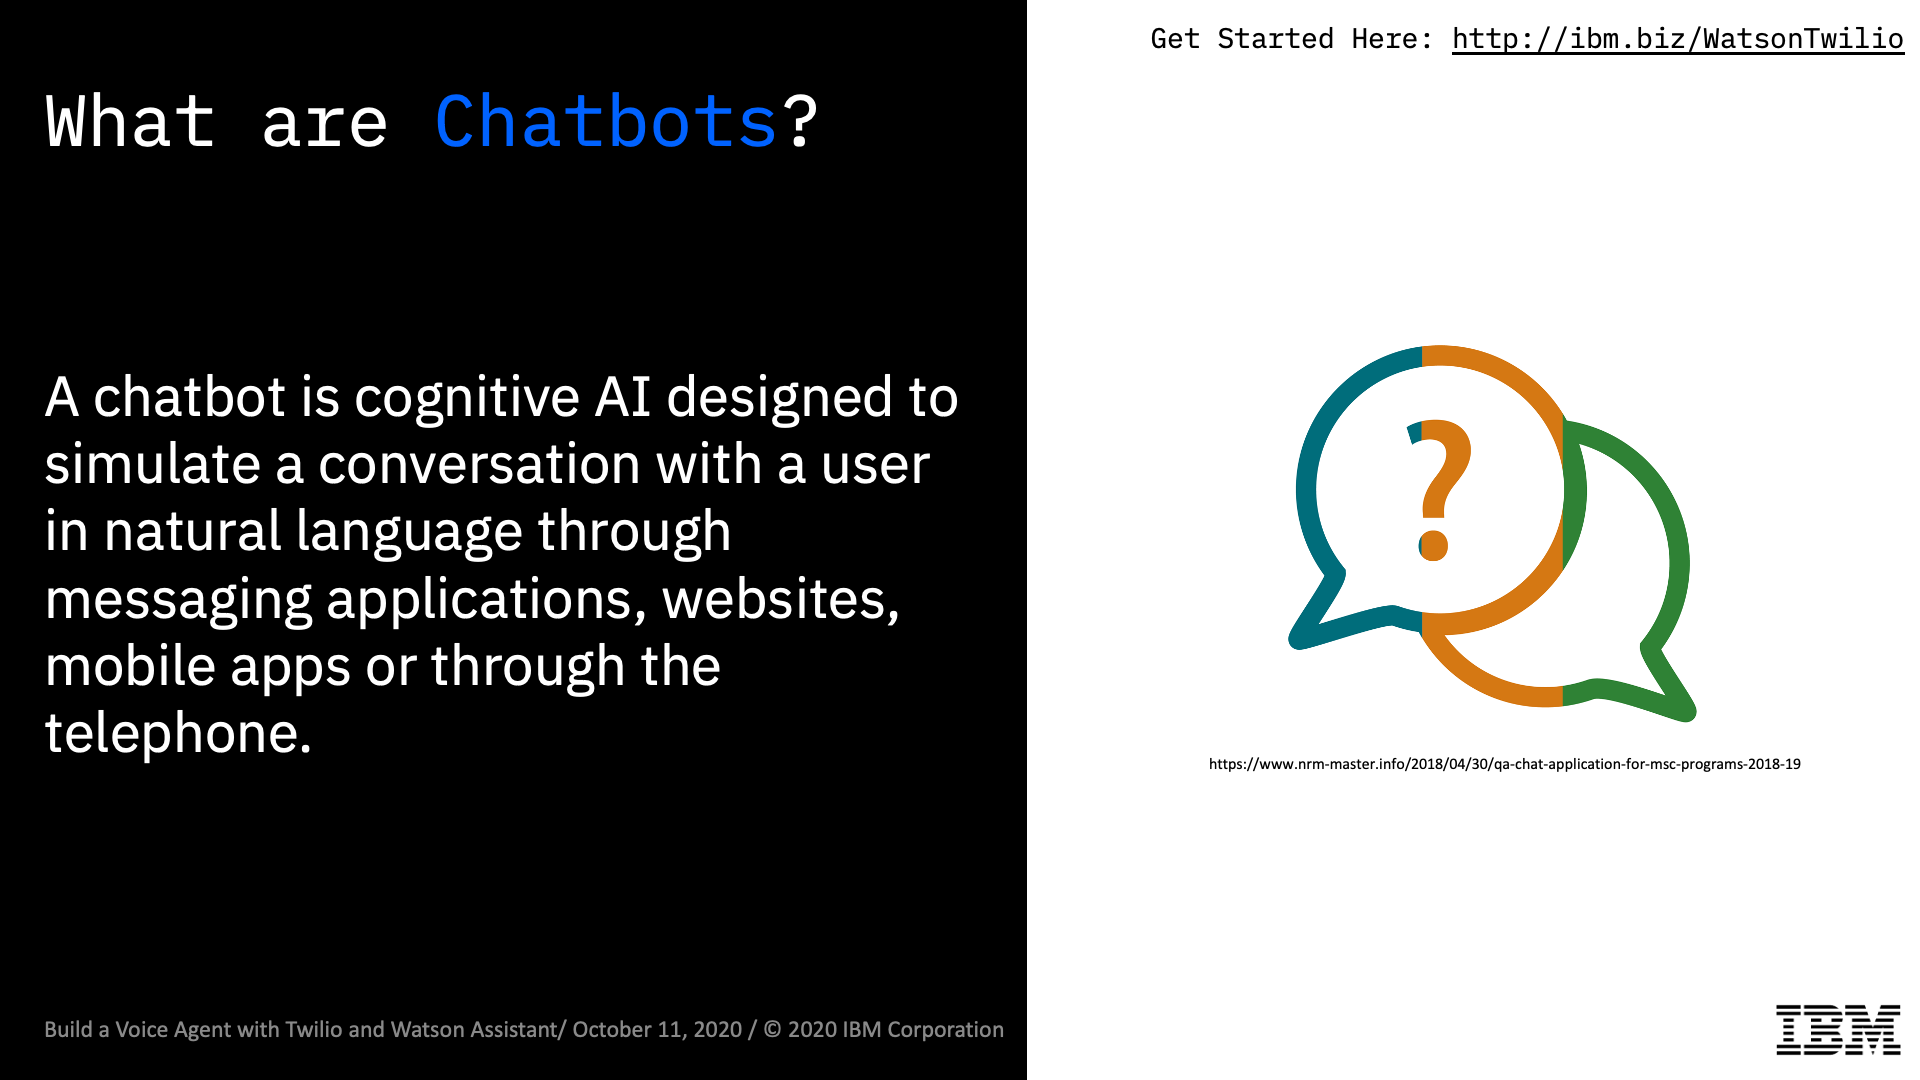 Get Started Here: http://ibm.biz/WatsonTwilio
What are Chatbots?
A chatbot is cognitive AI designed to
simulate a conversation with a user
in natural language through
messaging applications, websites,
mobile apps or through the
telephone.
?
https://www.nrm-master.info/2018/04/30/qa-chat-application-for-msc-programs-2018-19
Build a Voice Agent with Twilio and Watson Assistant/ October 11, 2020 / © 2020 IBM Corporation
IBM